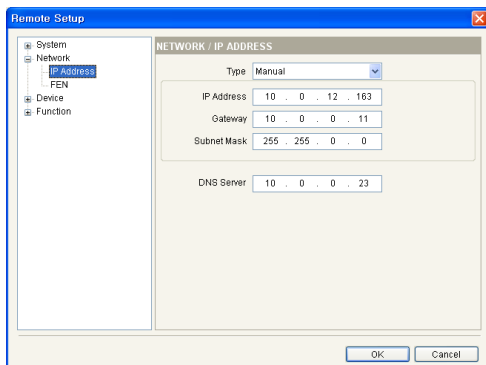 Remote Setup
System
Network
IP Address
FEN
Device
Function
NETWORK / IP ADDRESS
Type Manual
IP Address 10 . 0 . 12 . 163
Gateway 10 . 0 . 0 . 11
Subnet Mask 255 . 255 . 0 . 0
DNS Server 10 . 0 . 0 . 23
OK Cancel